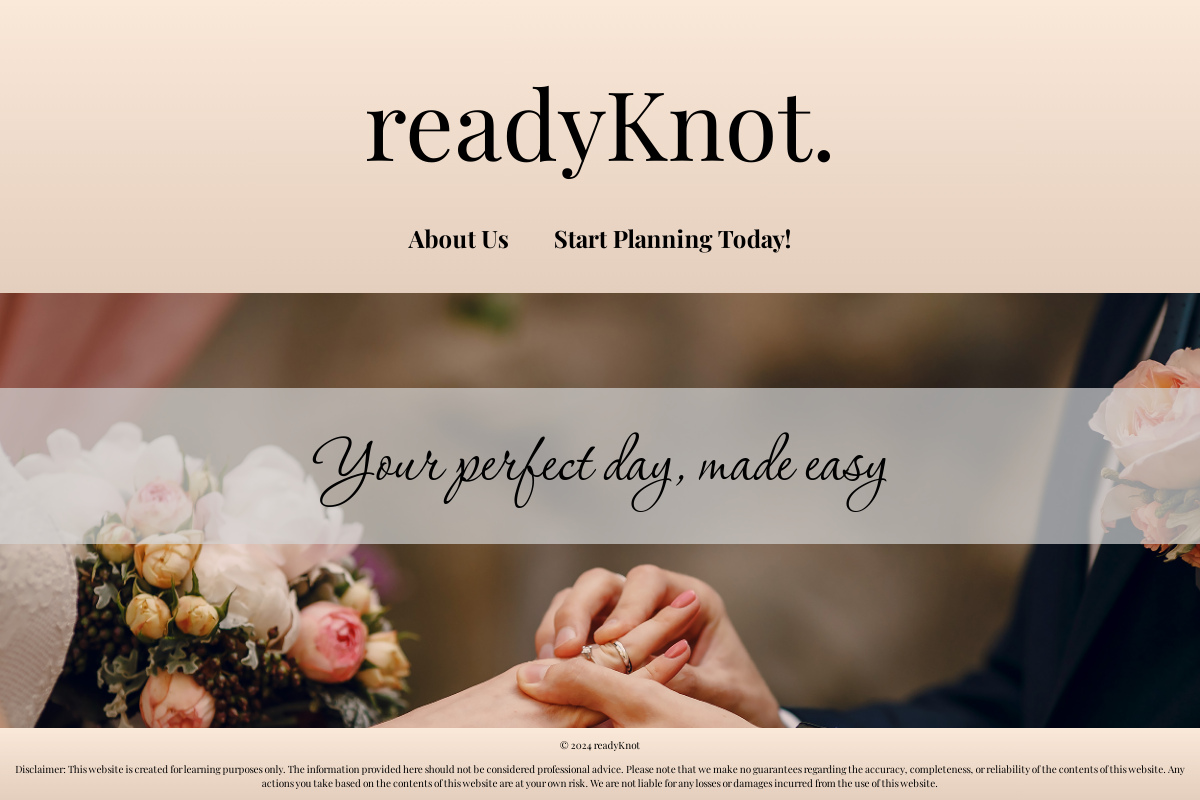 readyKnot.
About Us Start Planning Today!
Your perfect day, made easy
© 2024 readyKnot
Disclaimer: This website is created for learning purposes only. The information provided here should not be considered professional advice. Please note that we make no guarantees regarding the accuracy, completeness, or reliability of the contents of this website. Any
actions you take based on the contents of this website are at your own risk. We are not liable for any losses or damages incurred from the use of this website.